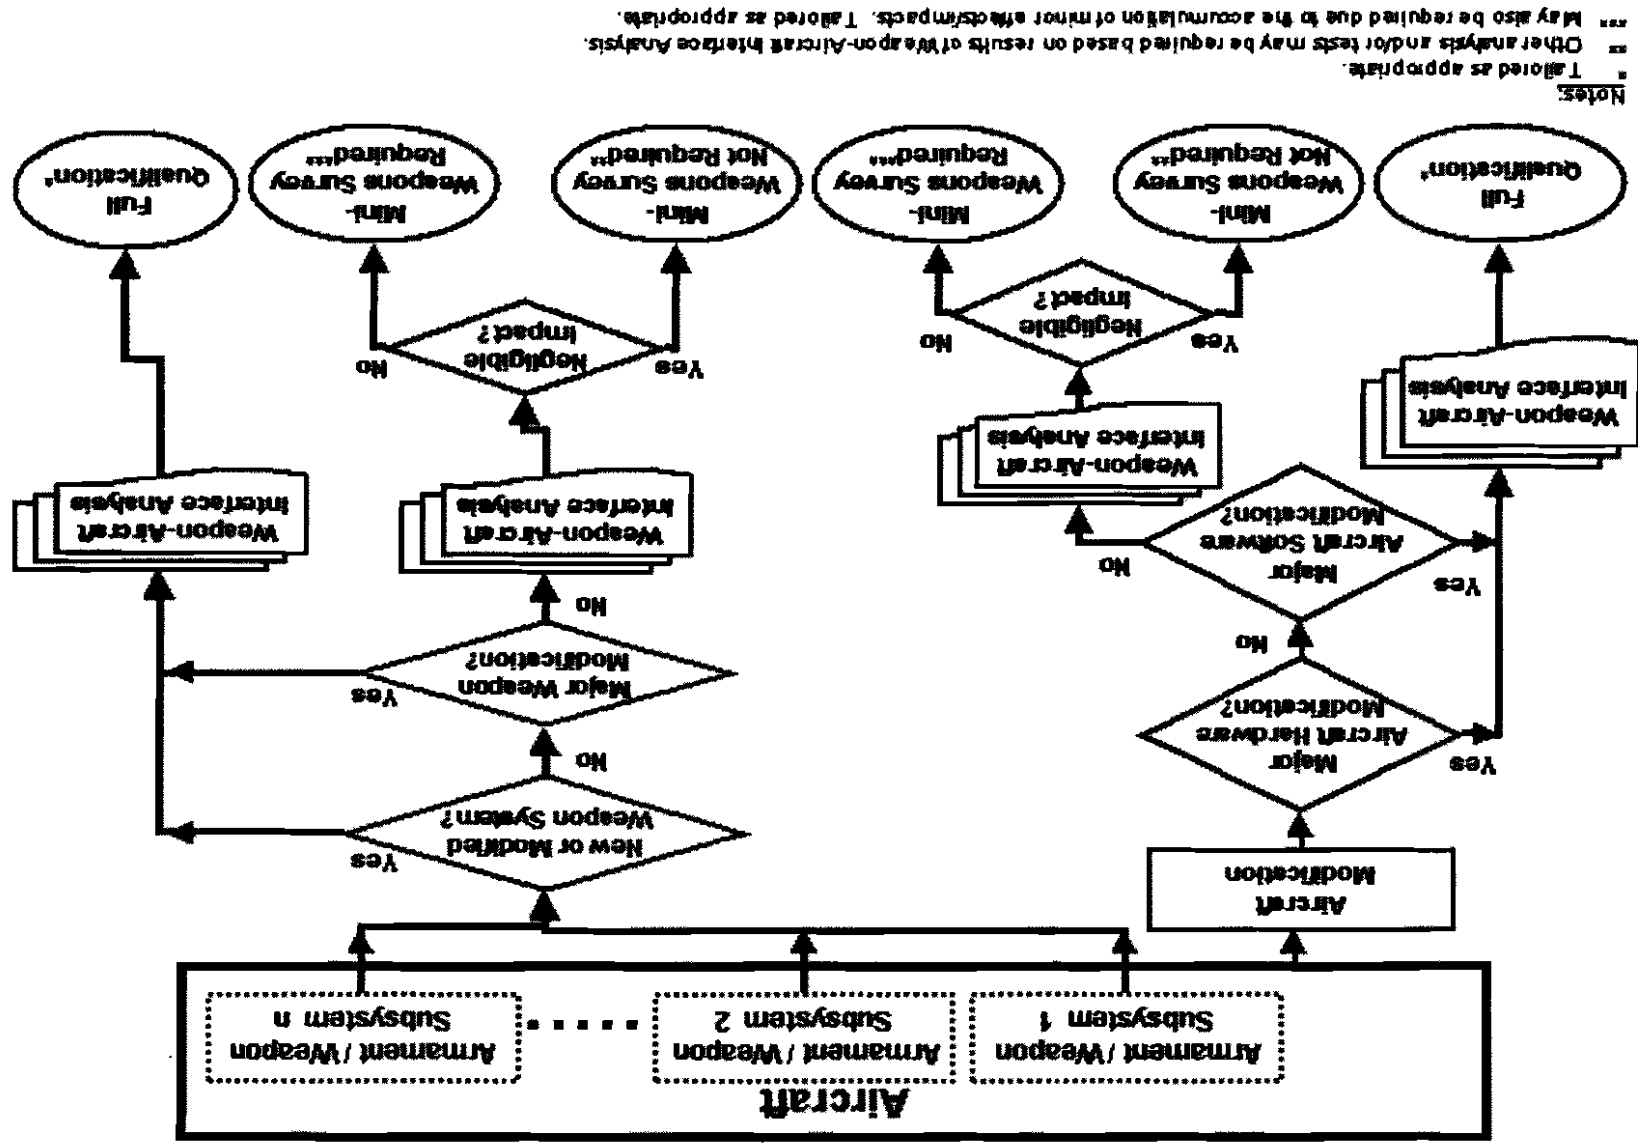 Aircraft
Armament / Weapon
Subsystem 1
Armament / Weapon
Subsystem 2
Armament / Weapon
Subsystem n
Aircraft
Modification
Major
Aircraft Hardware
Modification?
Yes
No
Major
Aircraft Software
Modification?
Yes
No
Weapon-Aircraft
Interface Analysis
Weapon-Aircraft
Interface Analysis
Negligible
Impact?
Yes
No
New or Modified
Weapon System?
Yes
No
Major Weapon
Modification?
Yes
No
Weapon-Aircraft
Interface Analysis
Weapon-Aircraft
Interface Analysis
Negligible
Impact?
Yes
No
Full
Qualification*
Mini-
Weapons Survey
Not Required**
Mini-
Weapons Survey
Required***
Mini-
Weapons Survey
Not Required**
Mini-
Weapons Survey
Required***
Full
Qualification*
Notes:
* Tailored as appropriate.
** Other analysis and/or tests may be required based on results of Weapon-Aircraft Interface Analysis.
*** May also be required due to the accumulation of minor effects/impacts. Tailored as appropriate.